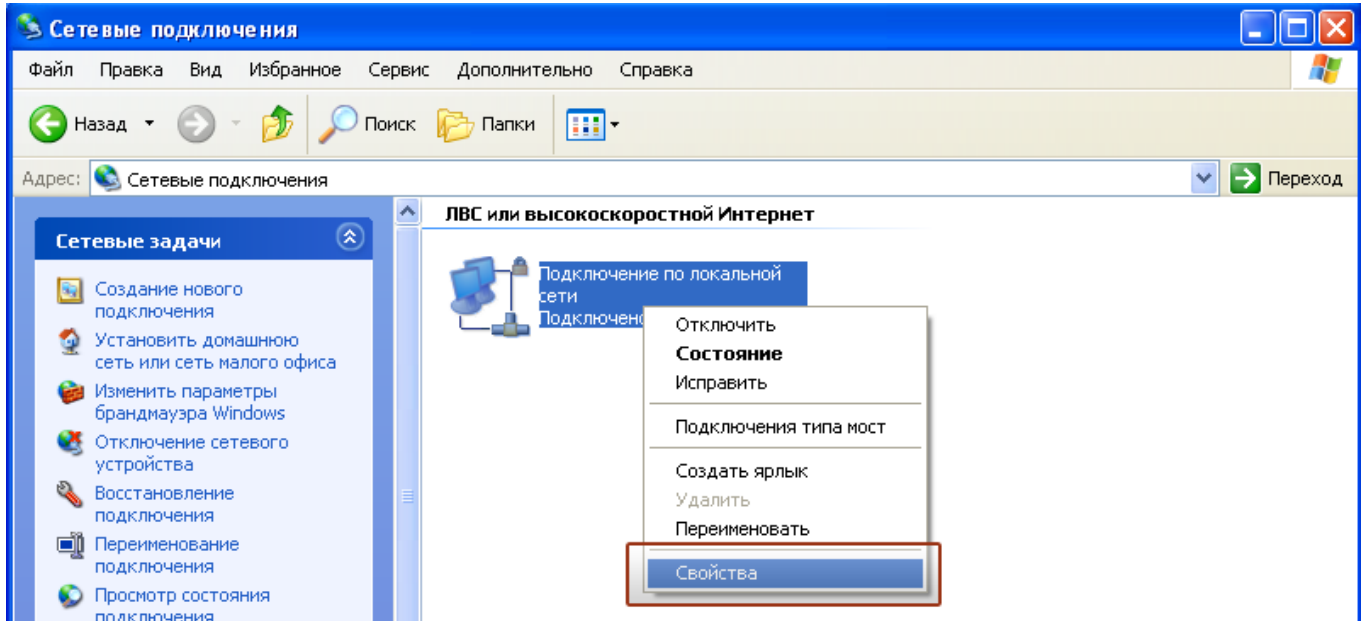 Сетевые подключения
Файл Правка Вид Избранное Сервис Дополнительно Справка
Назад Поиск Папки
Адрес: Сетевые подключения Переход
Сетевые задачи
Создание нового
подключения
Установить домашнюю
сеть или сеть малого офиса
Изменить параметры
брандмауэра Windows
Отключение сетевого
устройства
Восстановление
подключения
Переименование
подключения
Просмотр состояния
подключения
ЛВС или высокоскоростной Интернет
Подключение по локальной
сети
Подключено
Отключить
Состояние
Исправить
Подключения типа мост
Создать ярлык
Удалить
Переименовать
Свойства